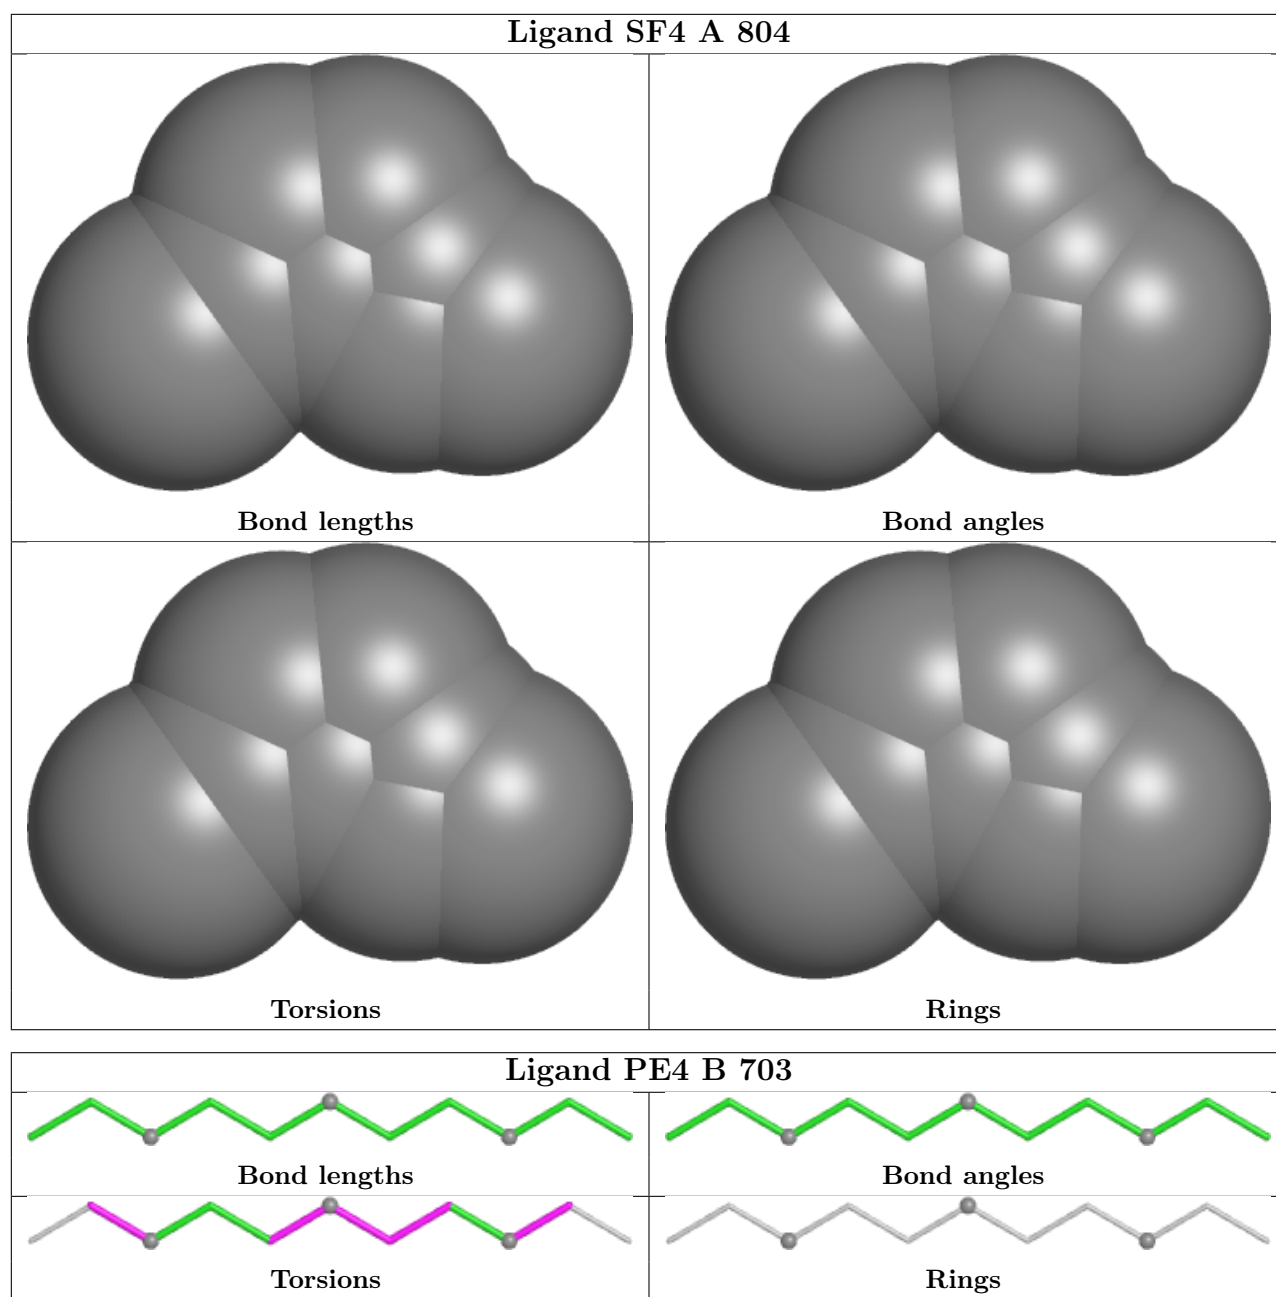 Ligand SF4 A 804
Bond lengths
Bond angles
Torsions
Rings
Ligand PE4 B 703
Bond lengths
Bond angles
Torsions
Rings